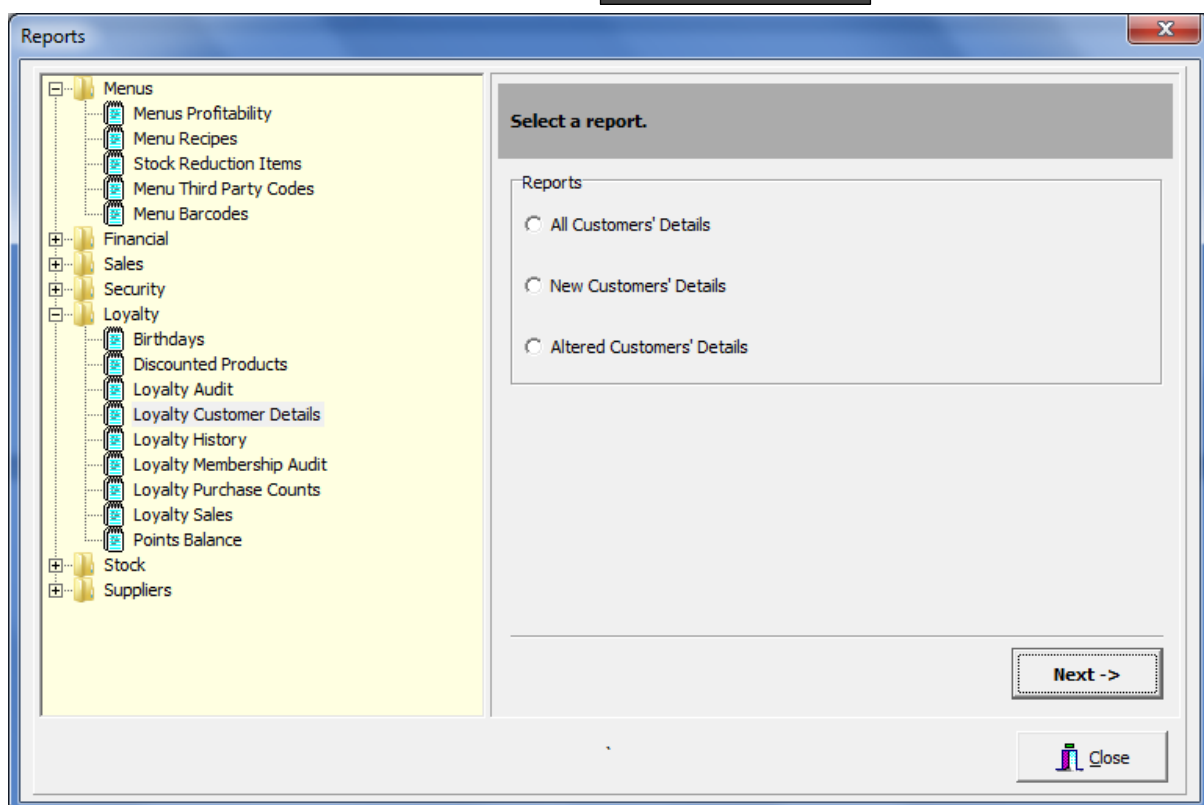 Reports
Menus
Menus Profitability
Menu Recipes
Stock Reduction Items
Menu Third Party Codes
Menu Barcodes
Financial
Sales
Security
Loyalty
Birthdays
Discounted Products
Loyalty Audit
Loyalty Customer Details
Loyalty History
Loyalty Membership Audit
Loyalty Purchase Counts
Loyalty Sales
Points Balance
Stock
Suppliers
Select a report.
Reports
All Customers' Details
New Customers' Details
Altered Customers' Details
Next ->
Close